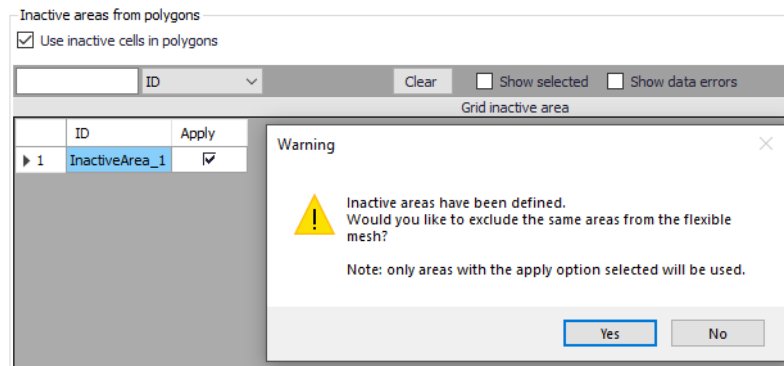 Inactive areas from polygons
Use inactive cells in polygons
ID Clear Show selected Show data errors
Grid inactive area
ID Apply
1 InactiveArea_1
Warning
Inactive areas have been defined.
Would you like to exclude the same areas from the flexible
mesh?
Note: only areas with the apply option selected will be used.
Yes No